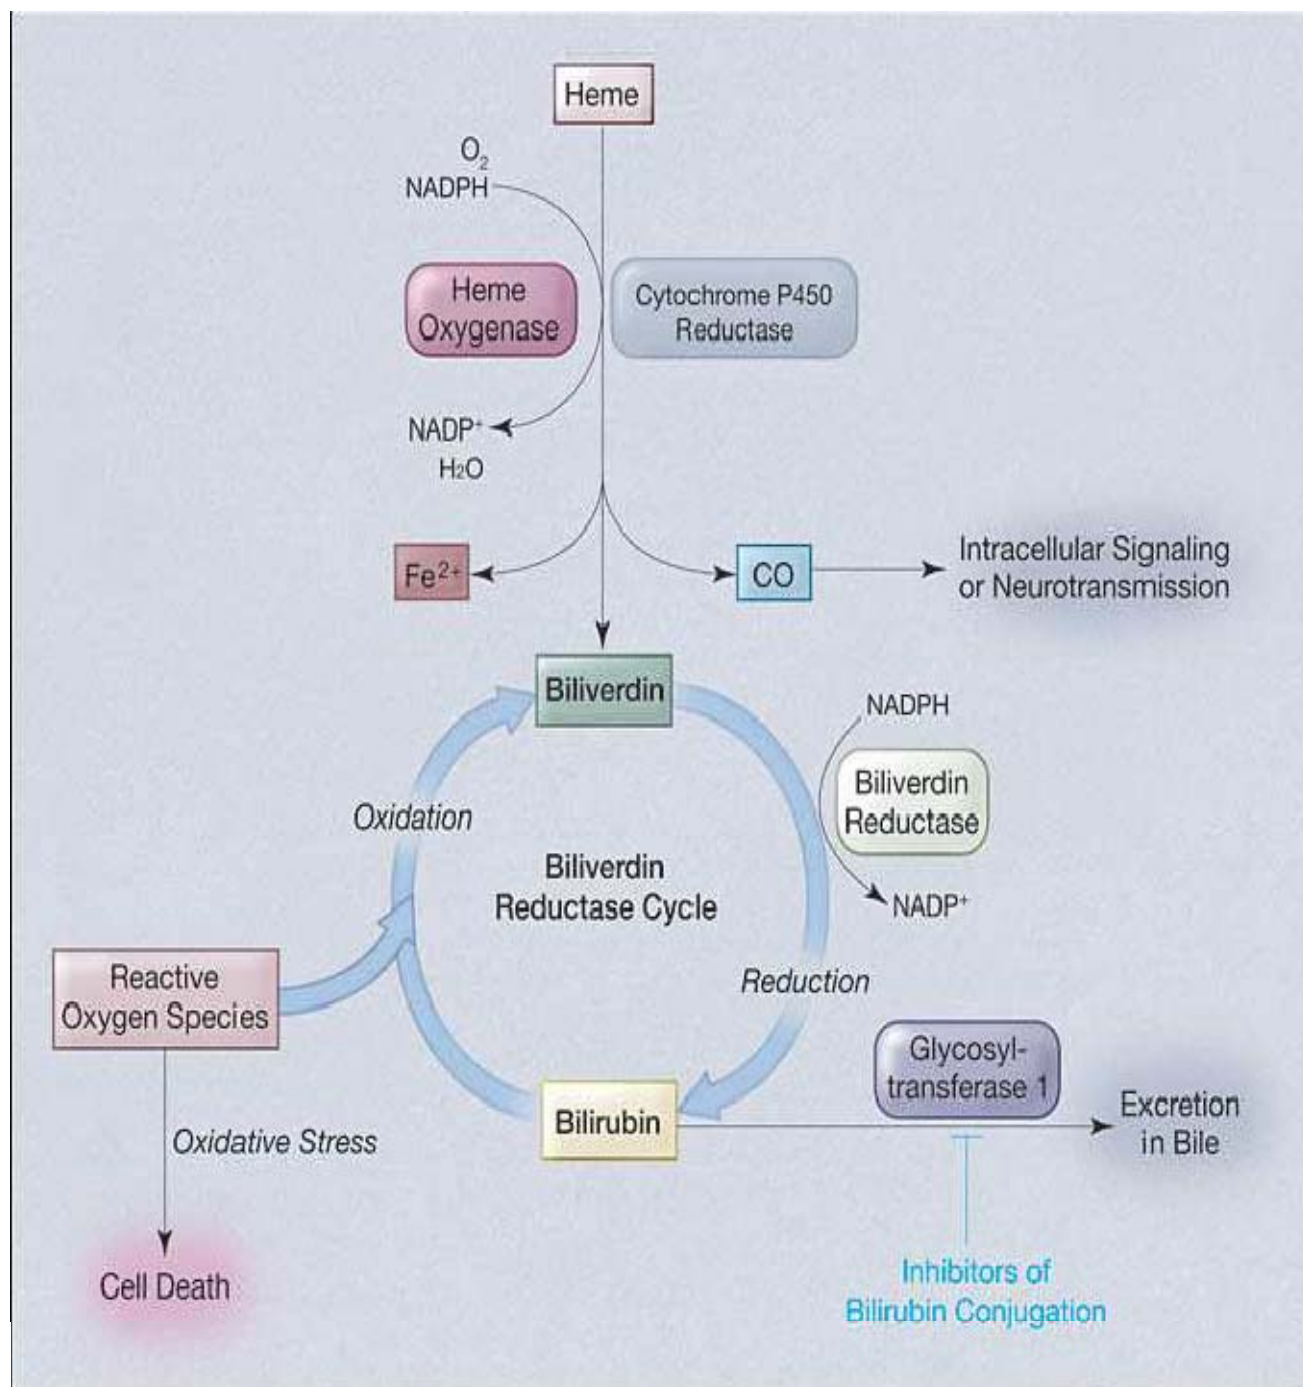 Heme
O₂
NADPH
Heme
Oxygenase
Cytochrome P450
Reductase
NADP⁺
H₂O
Fe²⁺
CO
Intracellular Signaling
or Neurotransmission
Biliverdin
NADPH
Biliverdin
Reductase
NADP⁺
Oxidation
Biliverdin
Reductase Cycle
Reduction
Reactive
Oxygen Species
Glycosyl-
transferase 1
Bilirubin
Excretion
in Bile
Oxidative Stress
Cell Death
Inhibitors of
Bilirubin Conjugation